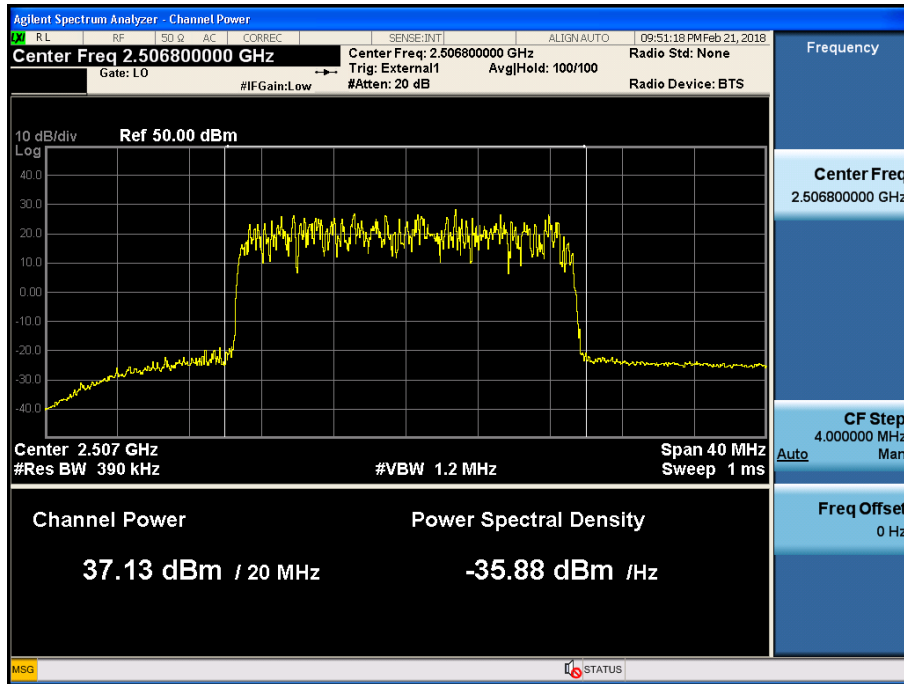 Agilent Spectrum Analyzer - Channel Power
LXI RL RF 50 Ω AC CORREC SENSE:INT ALIGN AUTO 09:51:18 PM Feb 21, 2018
Center Freq 2.506800000 GHz
Gate: LO
#IFGain:Low
Center Freq: 2.506800000 GHz
Trig: External1 Avg|Hold: 100/100
#Atten: 20 dB
Radio Std: None
Radio Device: BTS
10 dB/div Ref 50.00 dBm
Log
40.0
30.0
20.0
10.0
0.00
-10.0
-20.0
-30.0
-40.0
Center 2.507 GHz Span 40 MHz
#Res BW 390 kHz #VBW 1.2 MHz Sweep 1 ms
Channel Power Power Spectral Density
37.13 dBm / 20 MHz -35.88 dBm /Hz
Frequency
Center Freq
2.506800000 GHz
CF Step
4.000000 MHz
Auto Man
Freq Offset
0 Hz
MSG STATUS